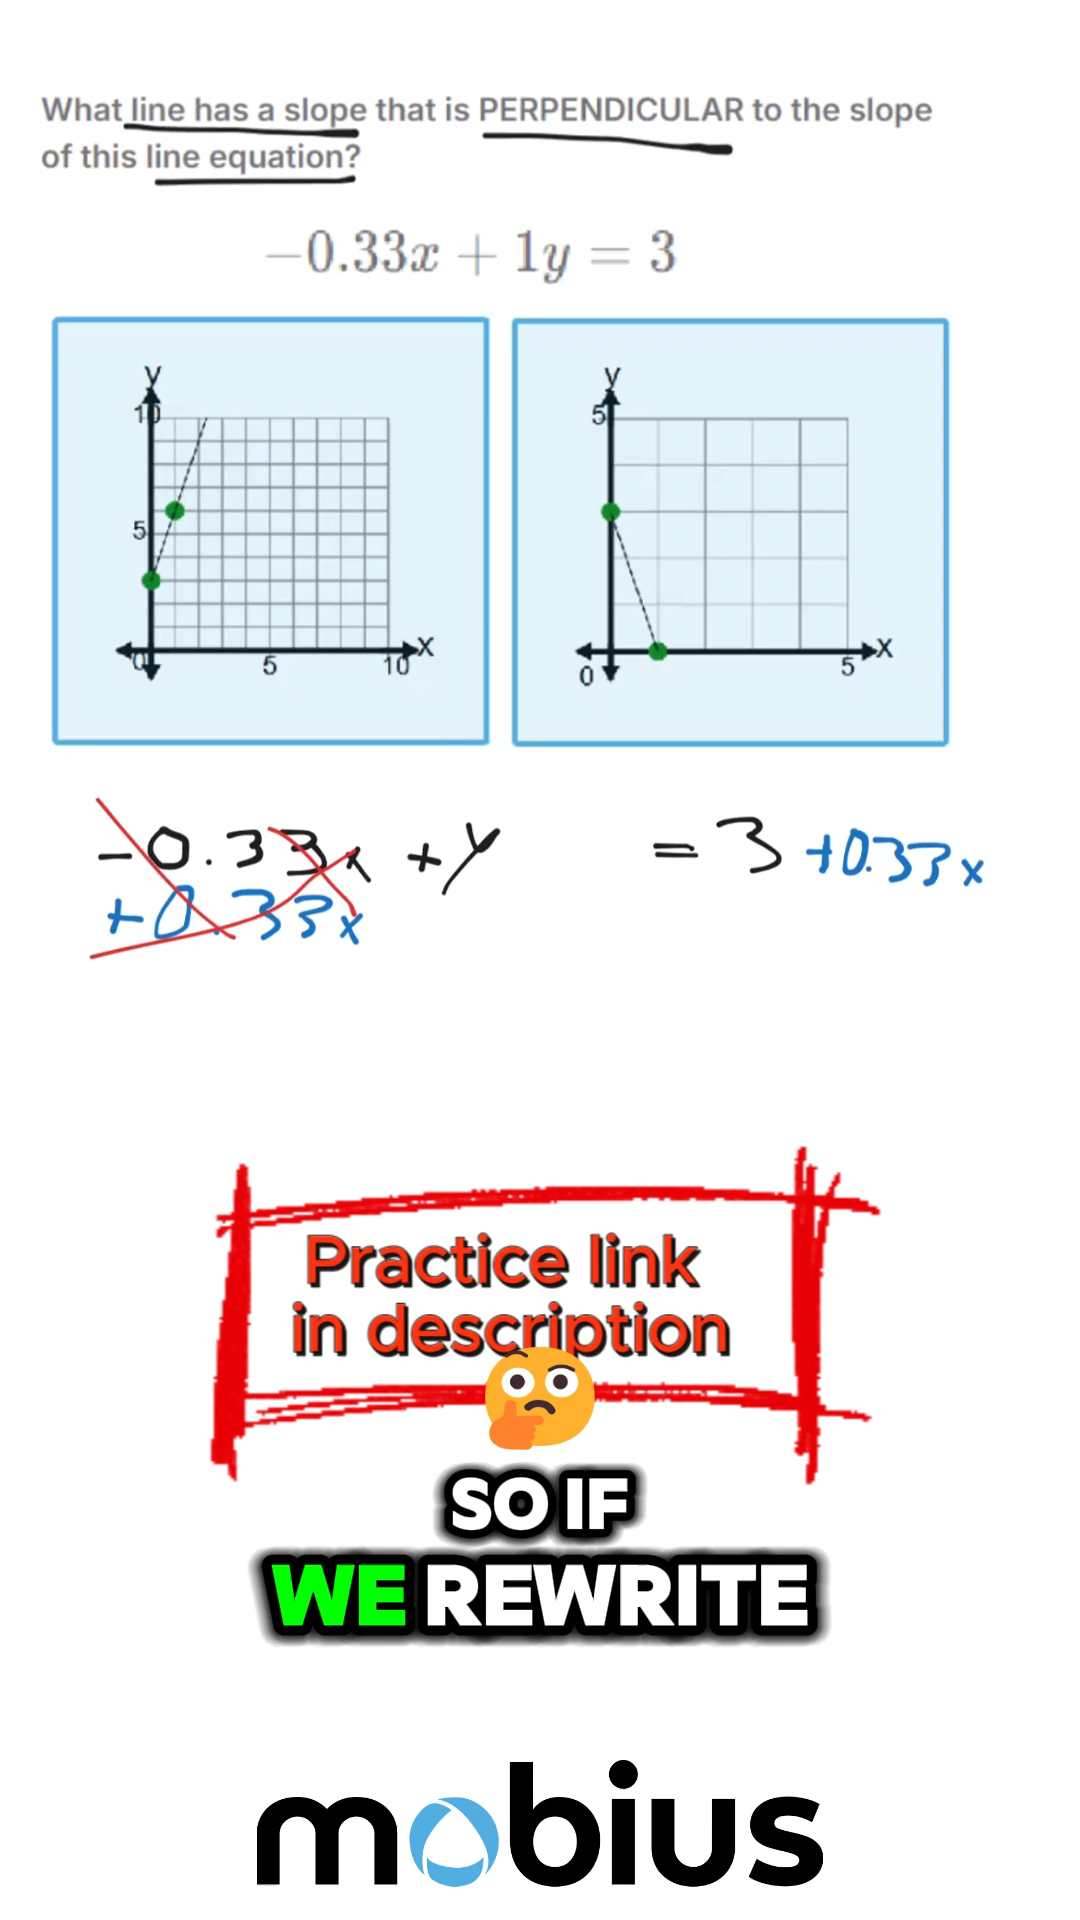 What line has a slope that is PERPENDICULAR to the slope
of this line equation?
−0.33x + 1y = 3
y
10
5
0
5
10
x
y
5
0
5
x
-0.33x +y = 3 +0.33x
+0.33x
Practice link
in description
SO IF
WE REWRITE
mobius